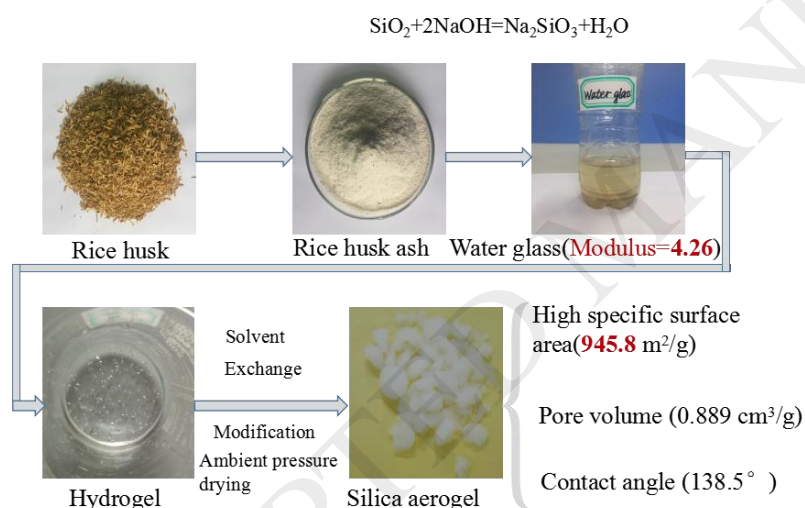 SiO₂+2NaOH=Na₂SiO₃+H₂O
Water glass
Rice husk
Rice husk ash
Water glass(Modulus=4.26)
Solvent
Exchange
Modification
Ambient pressure
drying
Hydrogel
Silica aerogel
High specific surface
area(945.8 m²/g)
Pore volume (0.889 cm³/g)
Contact angle (138.5° )